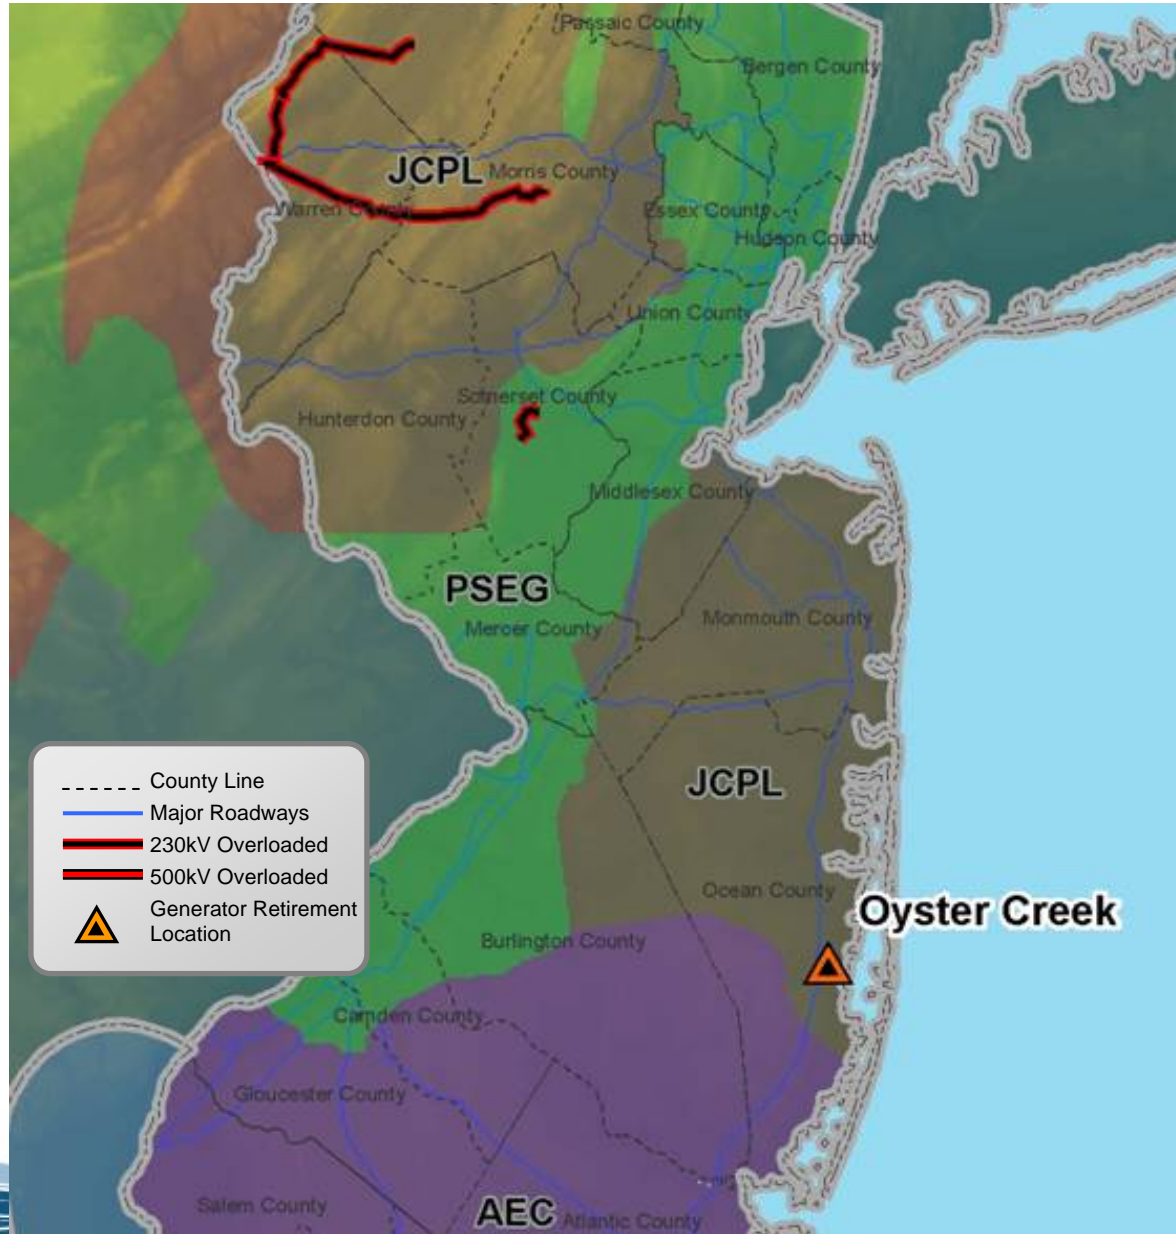 Passaic County
Bergen County
JCPL
Morris County
Warren County
Essex County
Hudson County
Union County
Somerset County
Hunterdon County
Middlesex County
PSEG
Mercer County
Monmouth County
JCPL
County Line
Major Roadways
230kV Overloaded
500kV Overloaded
Generator Retirement
Location
Ocean County
Oyster Creek
Burlington County
Camden County
Gloucester County
Salem County
AEC
Atlantic County